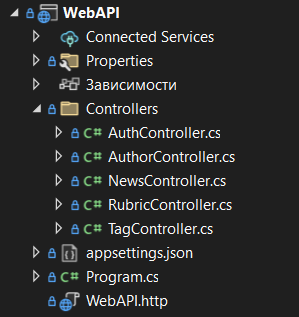 WebAPI
Connected Services
Properties
Зависимости
Controllers
C# AuthController.cs
C# AuthorController.cs
C# NewsController.cs
C# RubricController.cs
C# TagController.cs
appsettings.json
C# Program.cs
WebAPI.http